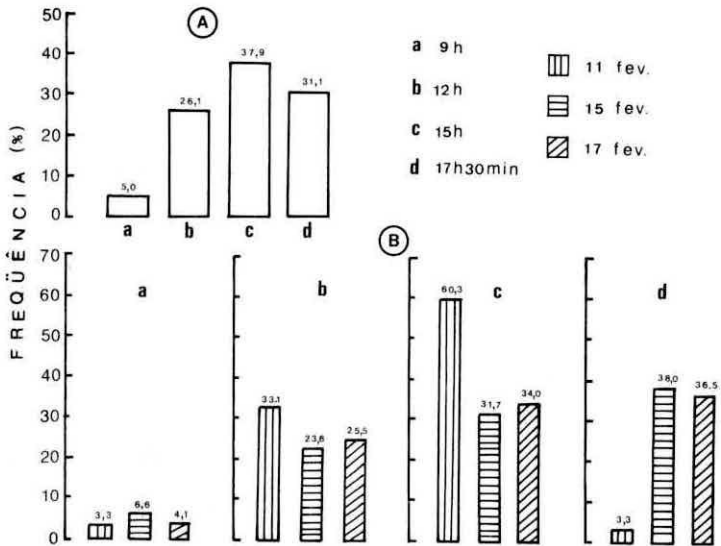 FREQÜÊNCIA (%)
A
50
40
30
20
10
0
5,0
26,1
37,9
31,1
a
b
c
d
a 9h
b 12h
c 15h
d 17h30min
11 fev.
15 fev.
17 fev.
B
70
60
50
40
30
20
10
0
a
3,3
6,6
4,1
b
33,1
23,8
25,5
c
60,3
31,7
34,0
d
3,3
38,0
36,5